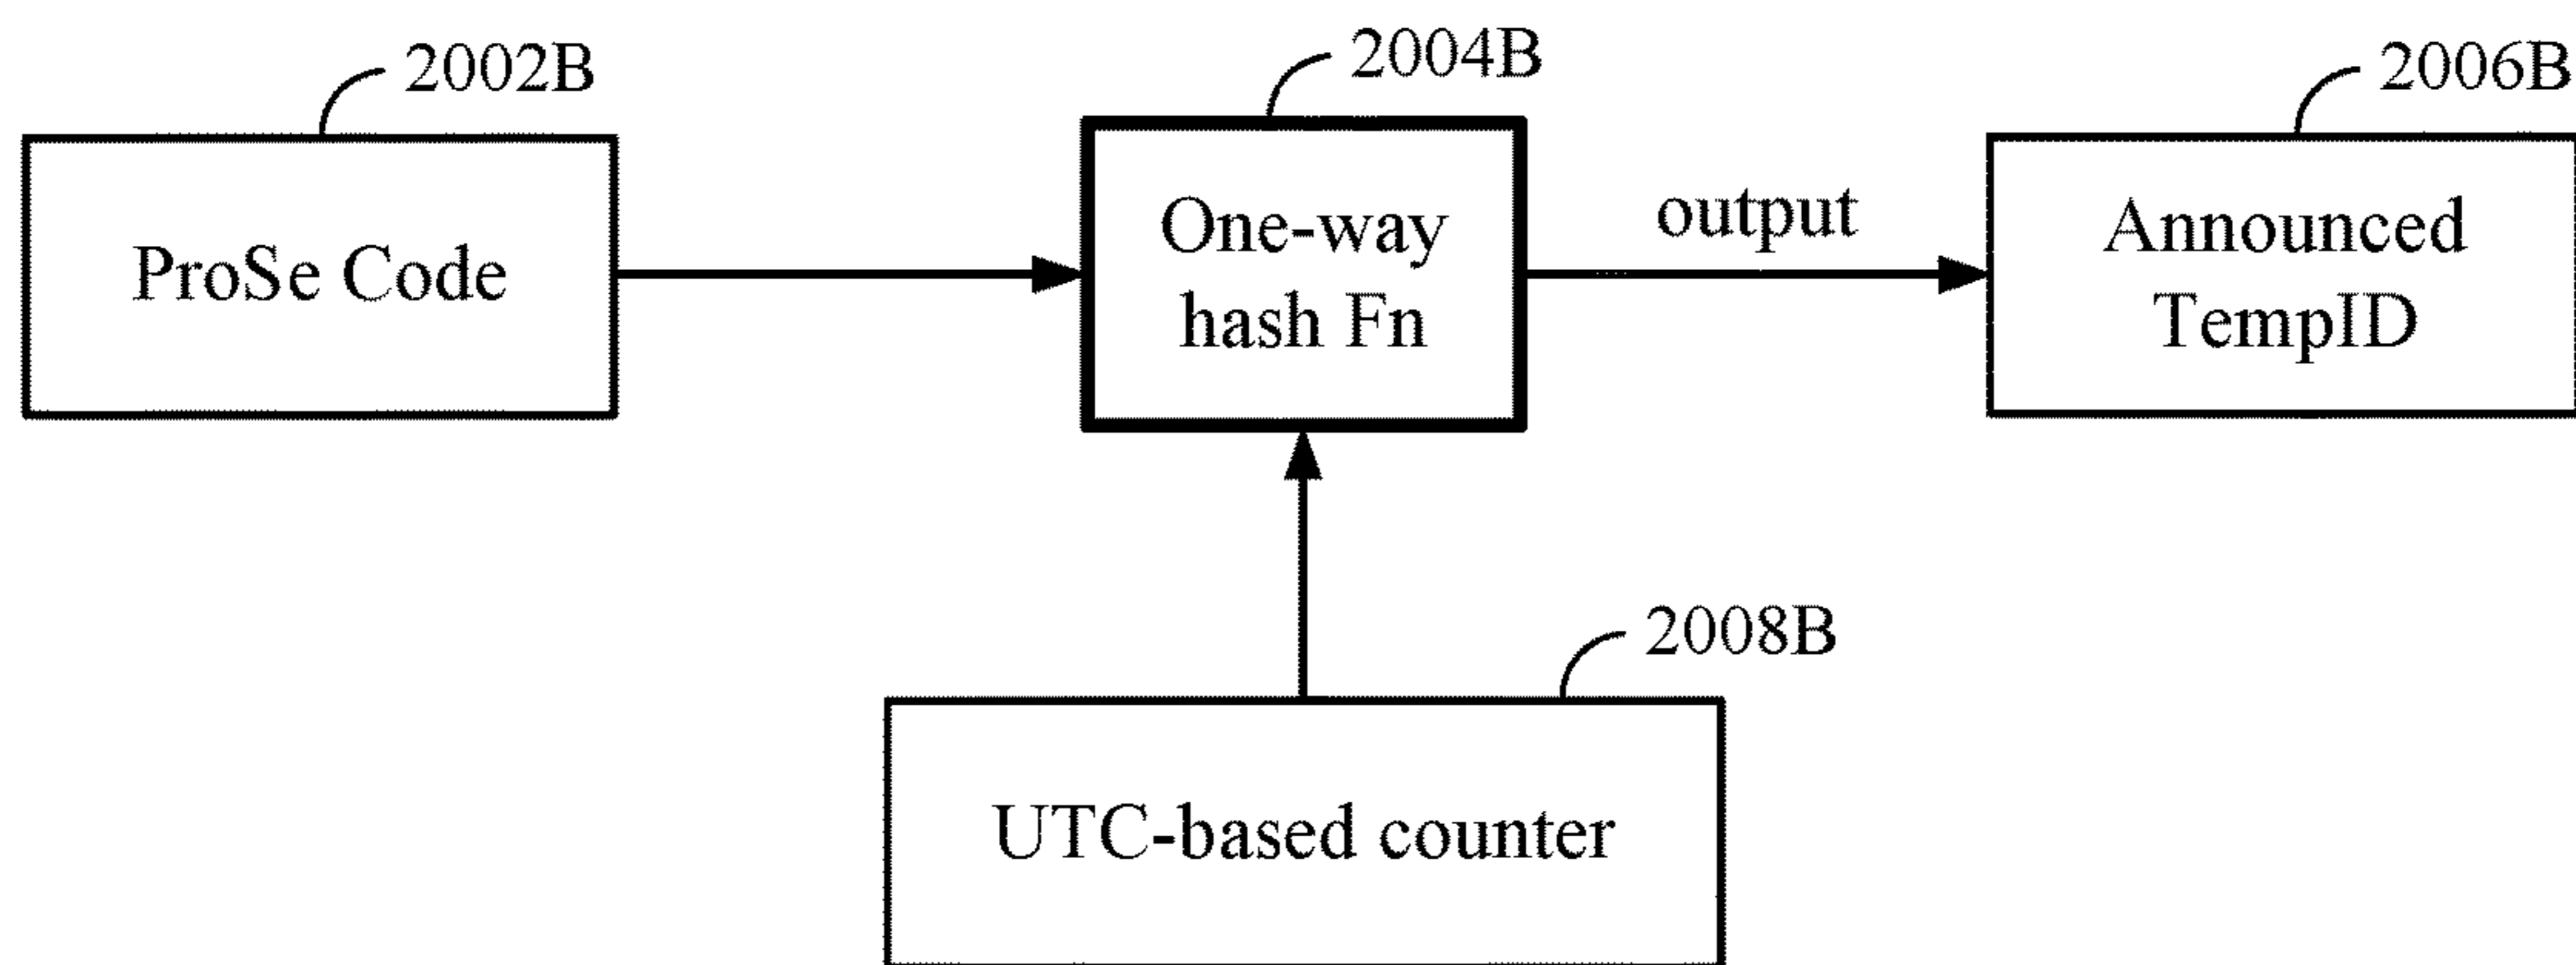 2002B
2004B
2006B
ProSe Code
One-way
hash Fn
output
Announced
TempID
2008B
UTC-based counter